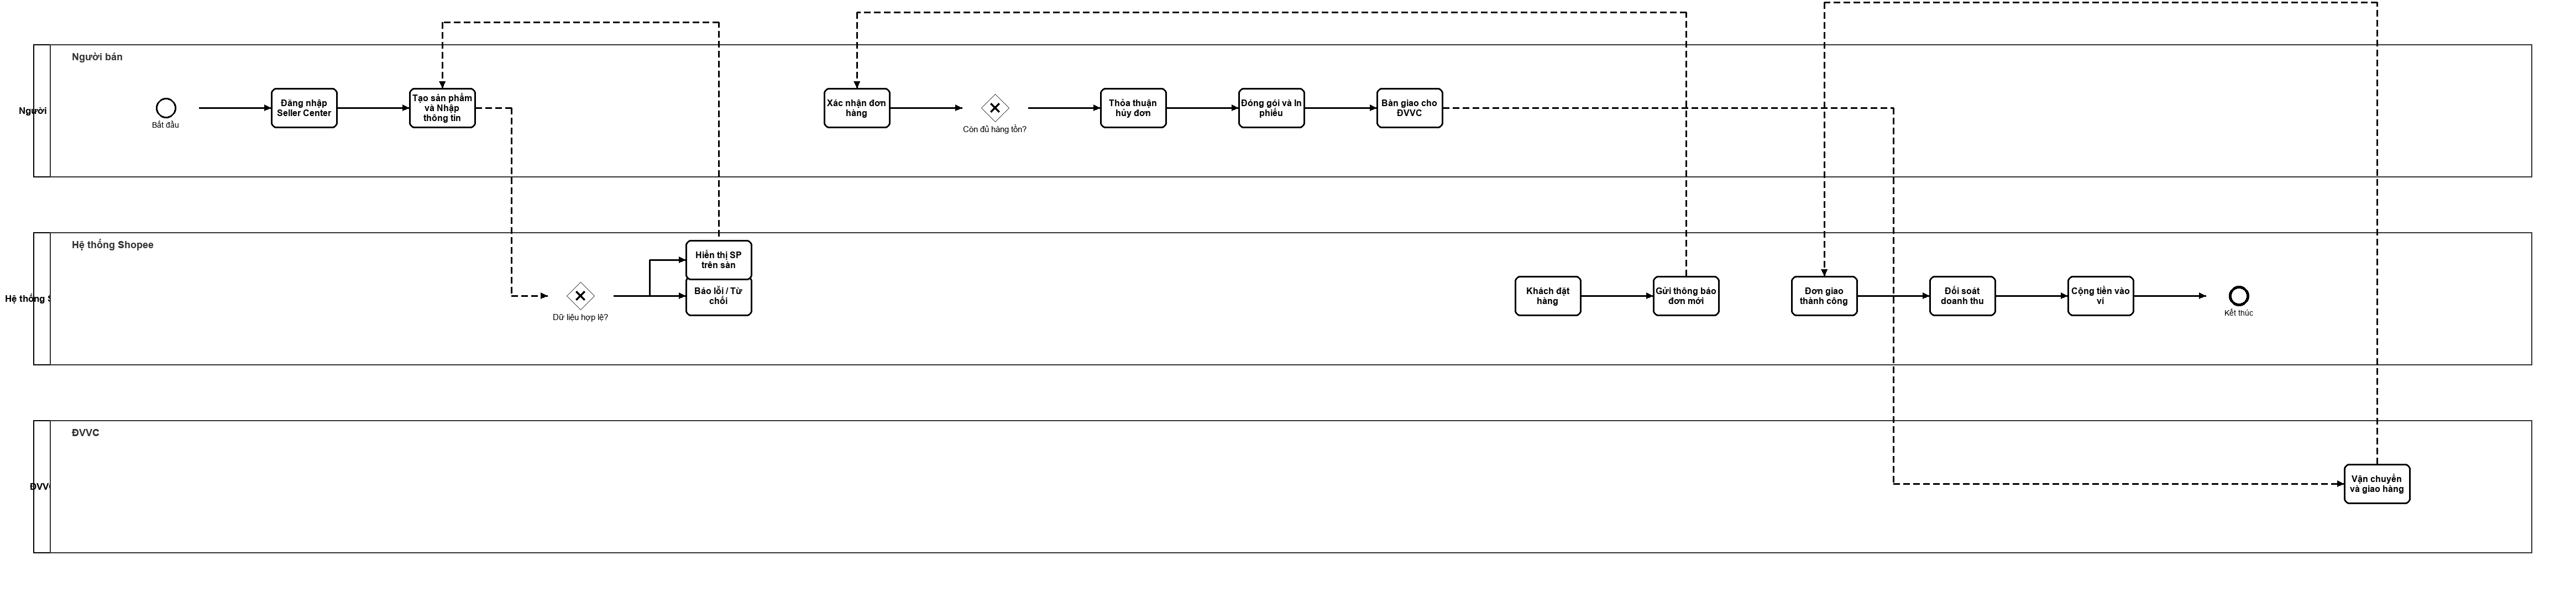 Người bán
Người
Bắt đầu
Đăng nhập
Seller Center
Tạo sản phẩm
và Nhập
thông tin
Xác nhận đơn
hàng
Còn đủ hàng tồn?
Thỏa thuận
hủy đơn
Đóng gói và In
phiếu
Bàn giao cho
ĐVVC
Hệ thống Shopee
Hệ thống S
Dữ liệu hợp lệ?
Hiển thị SP
trên sàn
Báo lỗi / Từ
chối
Khách đặt
hàng
Gửi thông báo
đơn mới
Đơn giao
thành công
Đối soát
doanh thu
Cộng tiền vào
ví
Kết thúc
ĐVVC
ĐVV
Vận chuyển
và giao hàng